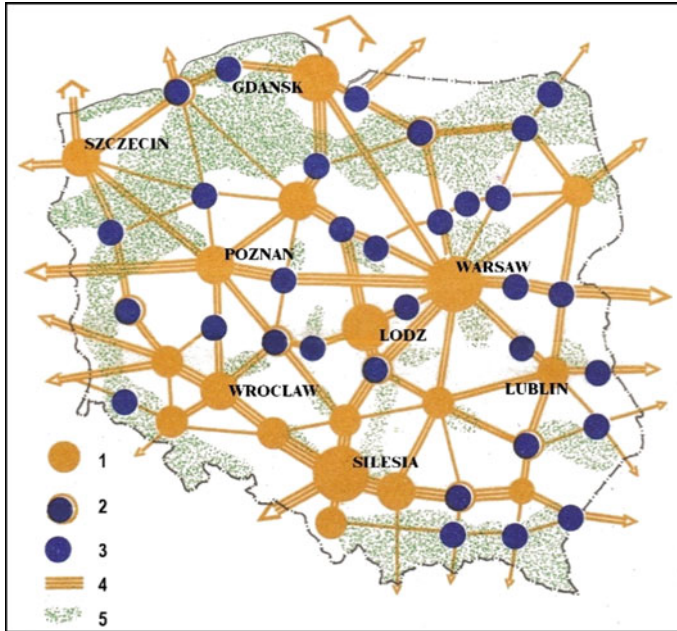 GDANSK
SZCZECIN
POZNAN
WARSAW
LODZ
WROCLAW
LUBLIN
SILESIA
1
2
3
4
5